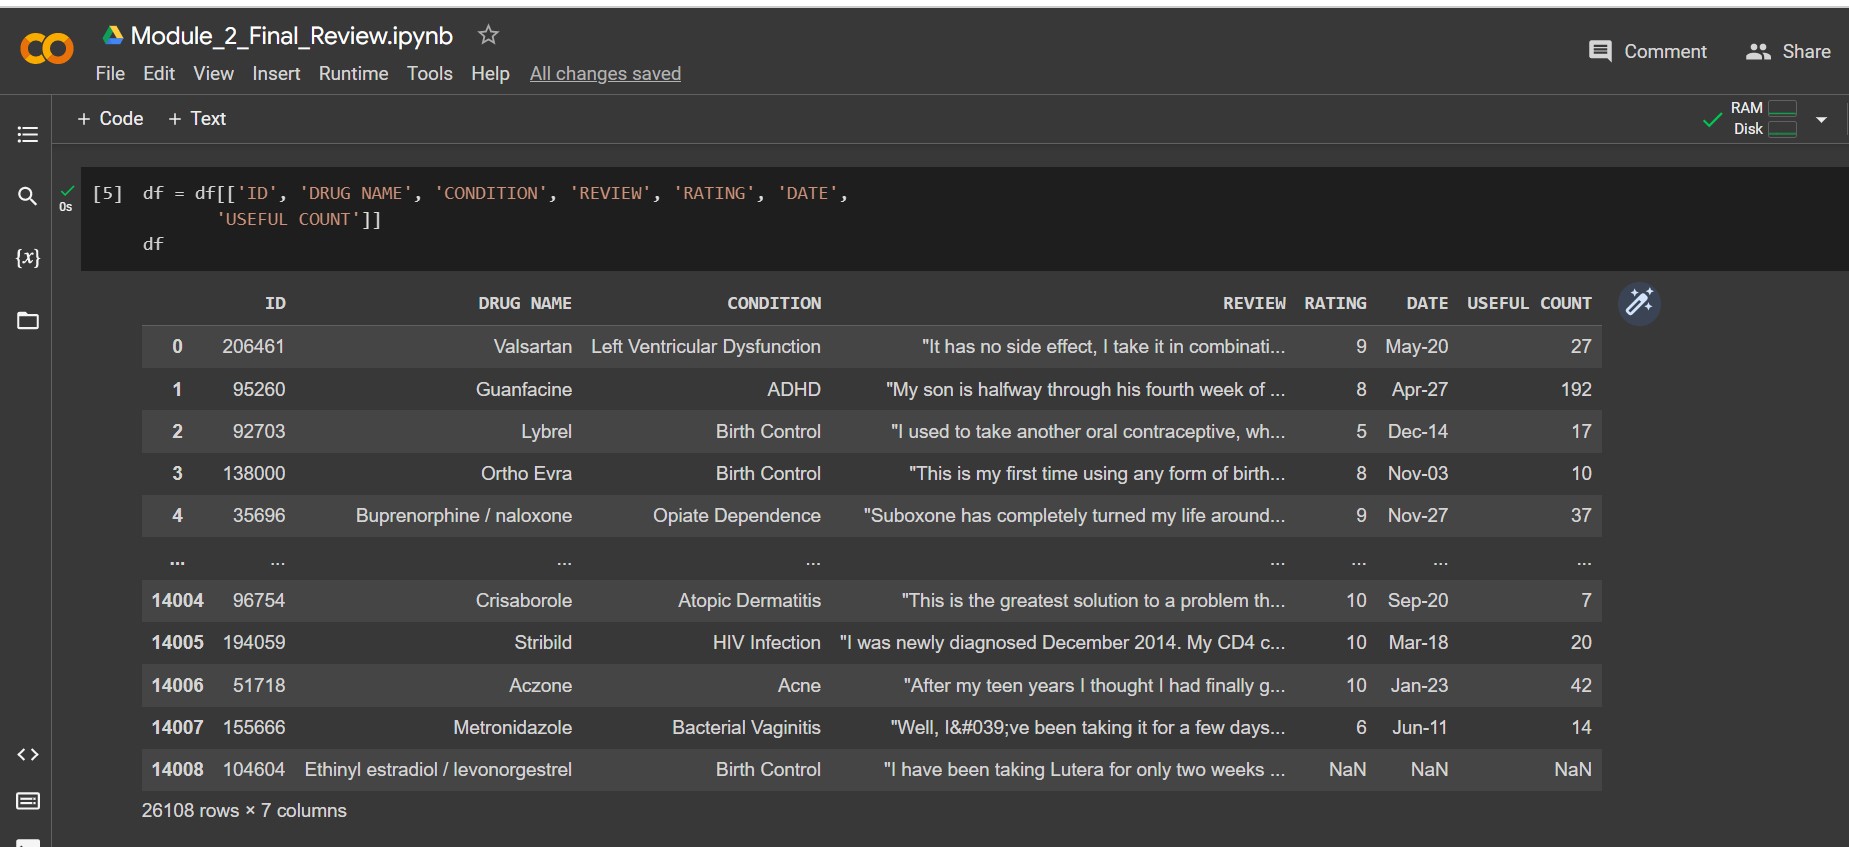 Module_2_Final_Review.ipynb
File Edit View Insert Runtime Tools Help All changes saved
Comment Share
+ Code + Text
RAM
Disk
[5] df = df[['ID', 'DRUG NAME', 'CONDITION', 'REVIEW', 'RATING', 'DATE',
0s
'USEFUL COUNT']]
{x}
df
ID DRUG NAME CONDITION REVIEW RATING DATE USEFUL COUNT
0 206461 Valsartan Left Ventricular Dysfunction "It has no side effect, I take it in combinati... 9 May-20 27
1 95260 Guanfacine ADHD "My son is halfway through his fourth week of ... 8 Apr-27 192
2 92703 Lybrel Birth Control "I used to take another oral contraceptive, wh... 5 Dec-14 17
3 138000 Ortho Evra Birth Control "This is my first time using any form of birth... 8 Nov-03 10
4 35696 Buprenorphine / naloxone Opiate Dependence "Suboxone has completely turned my life around... 9 Nov-27 37
... ... ... ... ... ... ... ...
14004 96754 Crisaborole Atopic Dermatitis "This is the greatest solution to a problem th... 10 Sep-20 7
14005 194059 Stribild HIV Infection "I was newly diagnosed December 2014. My CD4 c... 10 Mar-18 20
14006 51718 Aczone Acne "After my teen years I thought I had finally g... 10 Jan-23 42
14007 155666 Metronidazole Bacterial Vaginitis "Well, I&#039;ve been taking it for a few days... 6 Jun-11 14
14008 104604 Ethinyl estradiol / levonorgestrel Birth Control "I have been taking Lutera for only two weeks ... NaN NaN NaN
26108 rows × 7 columns